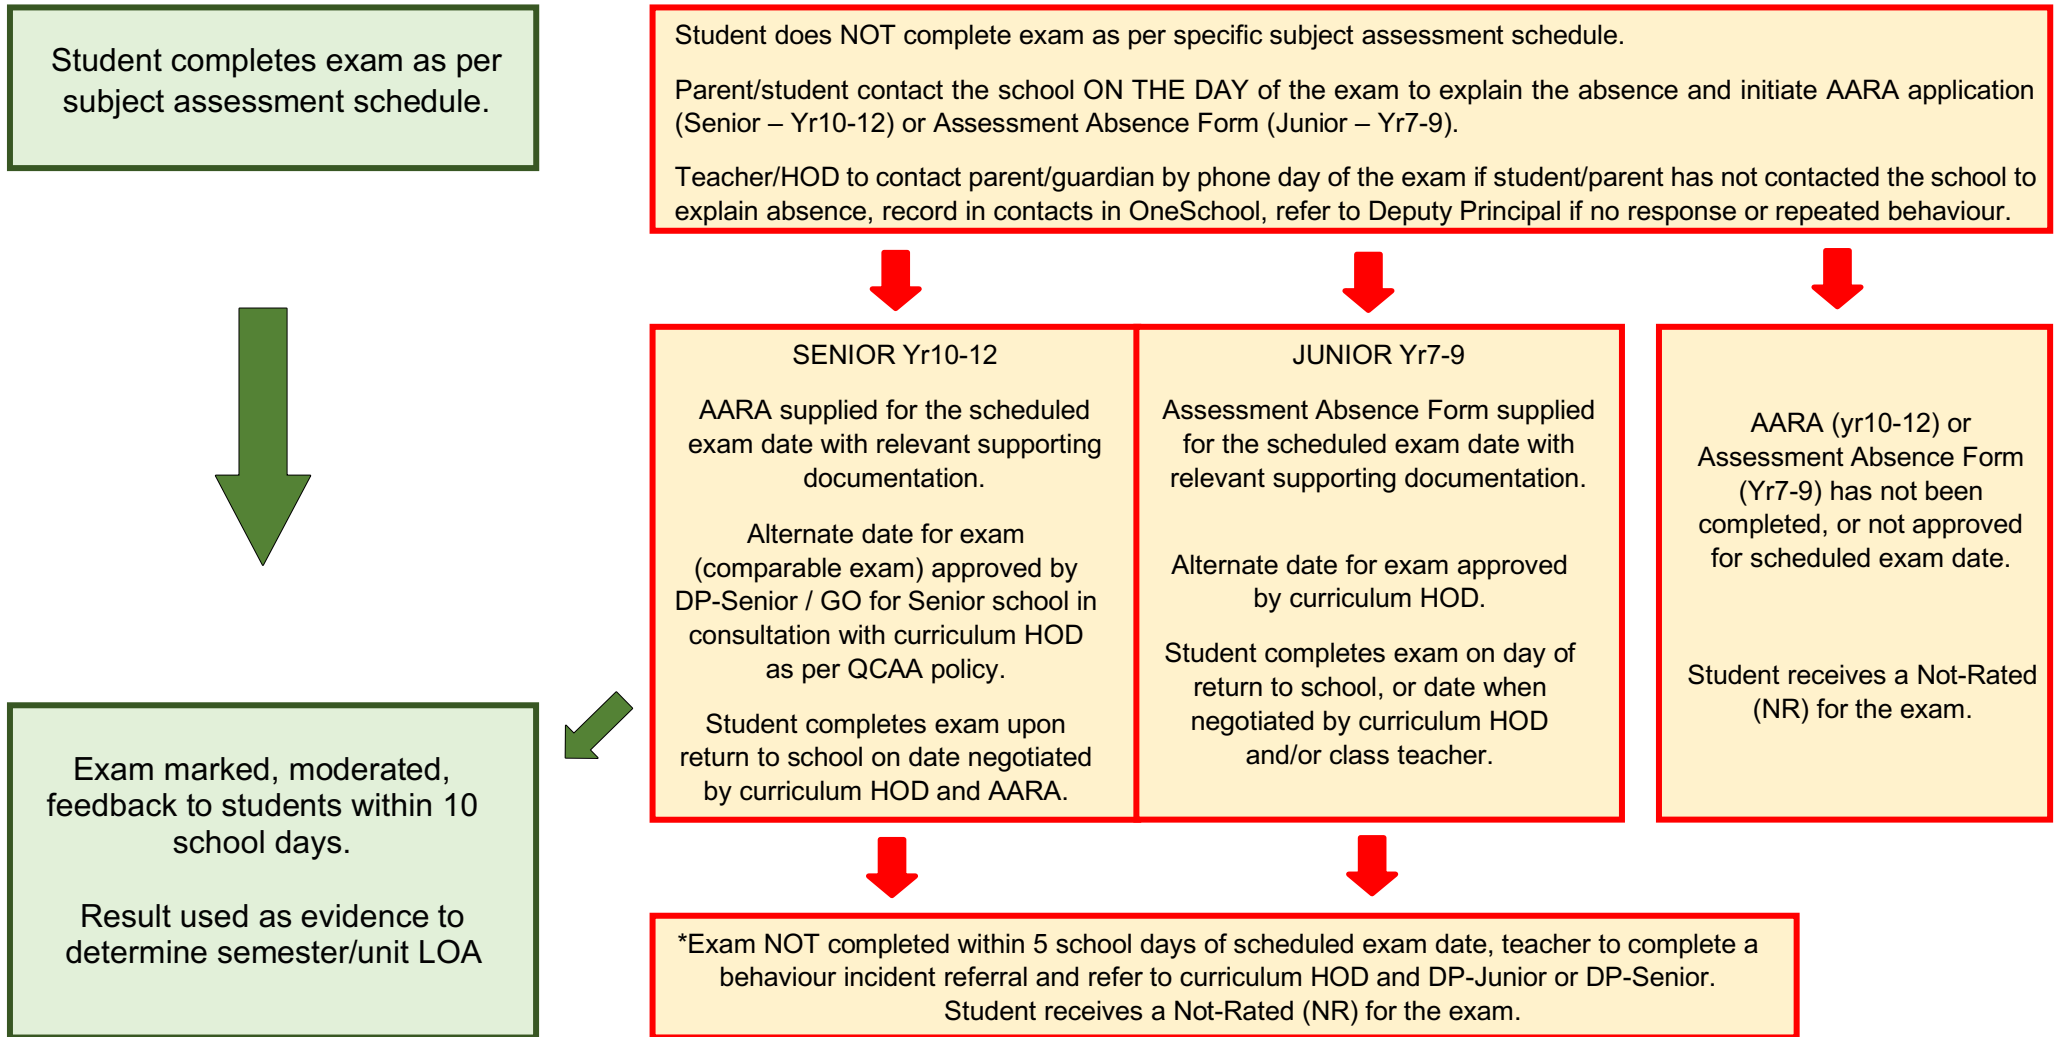 Student completes exam as per
subject assessment schedule.
Student does NOT complete exam as per specific subject assessment schedule.
Parent/student contact the school ON THE DAY of the exam to explain the absence and initiate AARA application
(Senior – Yr10-12) or Assessment Absence Form (Junior – Yr7-9).
Teacher/HOD to contact parent/guardian by phone day of the exam if student/parent has not contacted the school to
explain absence, record in contacts in OneSchool, refer to Deputy Principal if no response or repeated behaviour.
SENIOR Yr10-12
AARA supplied for the scheduled
exam date with relevant supporting
documentation.
Alternate date for exam
(comparable exam) approved by
DP-Senior / GO for Senior school in
consultation with curriculum HOD
as per QCAA policy.
Student completes exam upon
return to school on date negotiated
by curriculum HOD and AARA.
JUNIOR Yr7-9
Assessment Absence Form supplied
for the scheduled exam date with
relevant supporting documentation.
Alternate date for exam approved
by curriculum HOD.
Student completes exam on day of
return to school, or date when
negotiated by curriculum HOD
and/or class teacher.
AARA (yr10-12) or
Assessment Absence Form
(Yr7-9) has not been
completed, or not approved
for scheduled exam date.
Student receives a Not-Rated
(NR) for the exam.
Exam marked, moderated,
feedback to students within 10
school days.
Result used as evidence to
determine semester/unit LOA
*Exam NOT completed within 5 school days of scheduled exam date, teacher to complete a
behaviour incident referral and refer to curriculum HOD and DP-Junior or DP-Senior.
Student receives a Not-Rated (NR) for the exam.